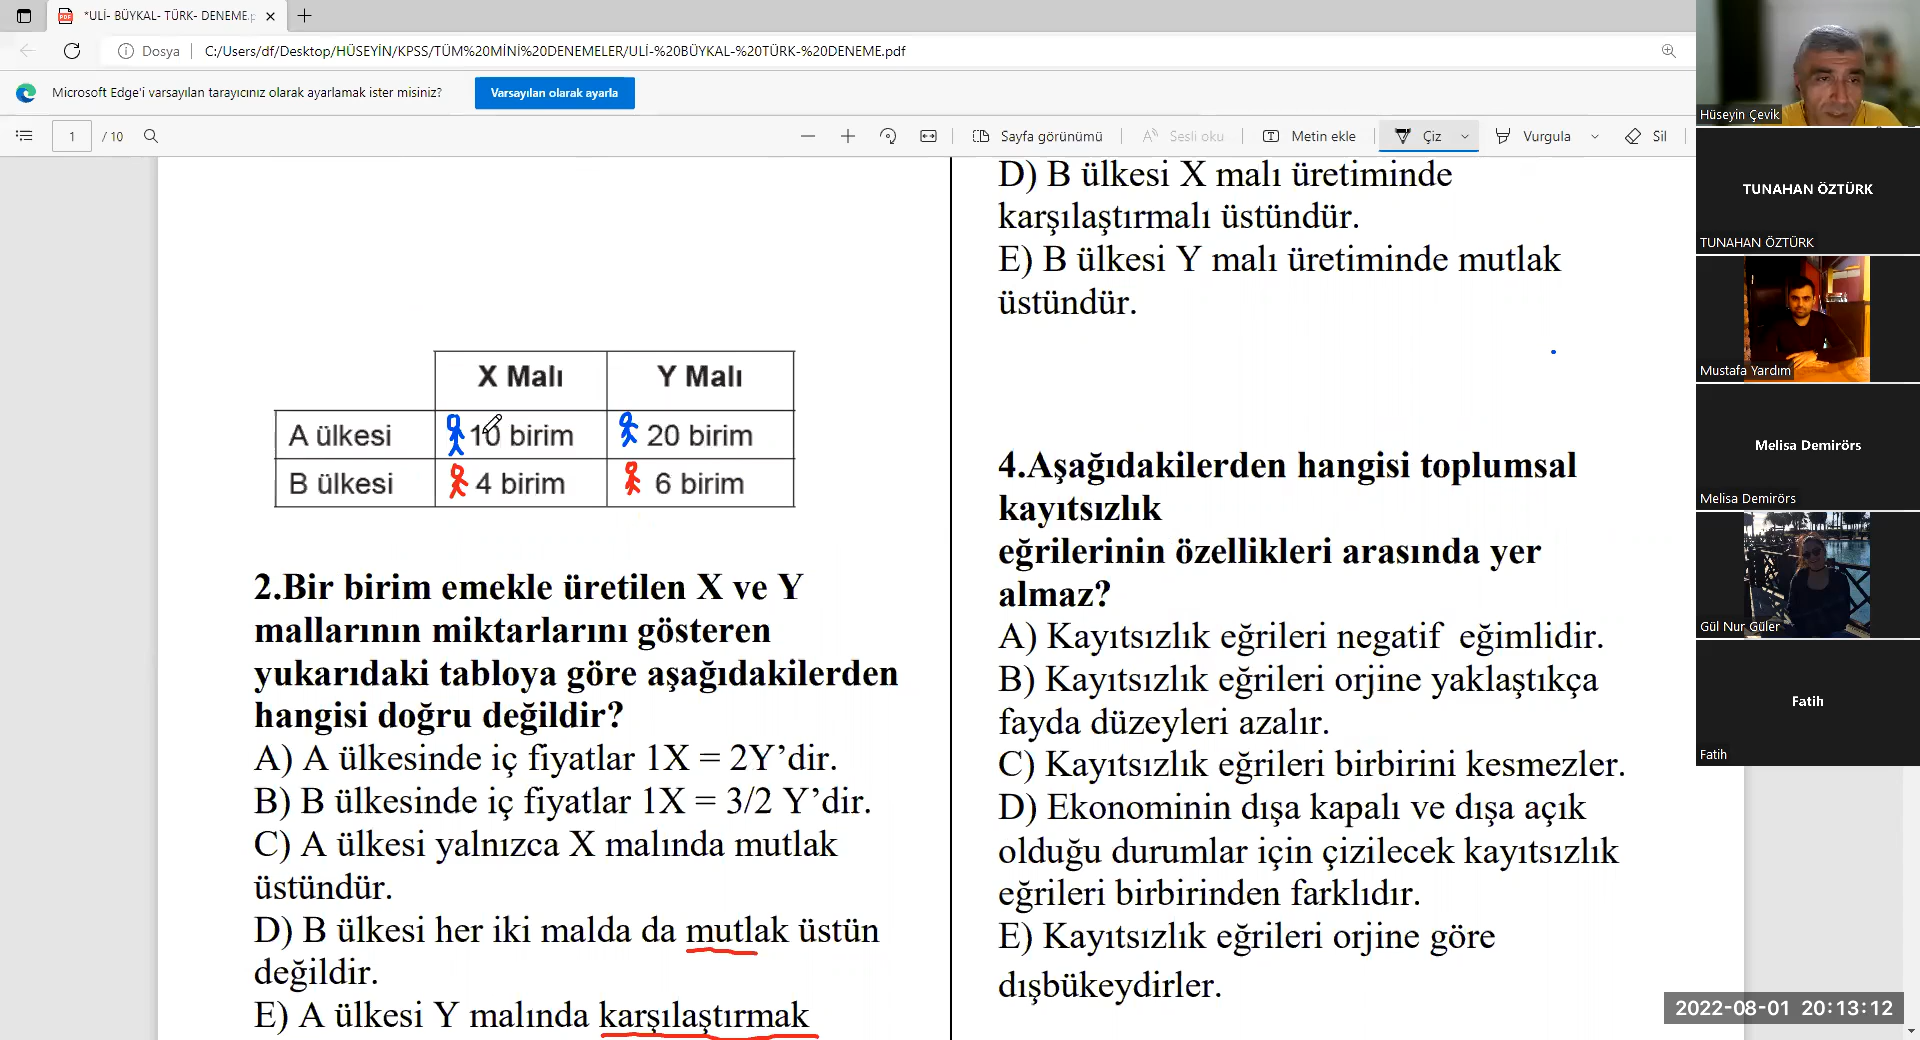 *ULİ- BÜYKAL- TÜRK- DENEME.p
Dosya
C:/Users/df/Desktop/HÜSEYİN/KPSS/TÜM%20MİNİ%20DENEMELER/ULİ-%20BÜYKAL-%20TÜRK-%20DENEME.pdf
Microsoft Edge'i varsayılan tarayıcınız olarak ayarlamak ister misiniz?
Varsayılan olarak ayarla
1 / 10
Sayfa görünümü
Sesli oku
Metin ekle
Çiz
Vurgula
Sil
X Malı Y Malı
A ülkesi 10 birim 20 birim
B ülkesi 4 birim 6 birim
2.Bir birim emekle üretilen X ve Y
mallarının miktarlarını gösteren
yukarıdaki tabloya göre aşağıdakilerden
hangisi doğru değildir?
A) A ülkesinde iç fiyatlar 1X = 2Y’dir.
B) B ülkesinde iç fiyatlar 1X = 3/2 Y’dir.
C) A ülkesi yalnızca X malında mutlak
üstündür.
D) B ülkesi her iki malda da mutlak üstün
değildir.
E) A ülkesi Y malında karşılaştırmak
D) B ülkesi X malı üretiminde
karşılaştırmalı üstündür.
E) B ülkesi Y malı üretiminde mutlak
üstündür.
4.Aşağıdakilerden hangisi toplumsal
kayıtsızlık
eğrilerinin özellikleri arasında yer
almaz?
A) Kayıtsızlık eğrileri negatif eğimlidir.
B) Kayıtsızlık eğrileri orjine yaklaştıkça
fayda düzeyleri azalır.
C) Kayıtsızlık eğrileri birbirini kesmezler.
D) Ekonominin dışa kapalı ve dışa açık
olduğu durumlar için çizilecek kayıtsızlık
eğrileri birbirinden farklıdır.
E) Kayıtsızlık eğrileri orjine göre
dışbükeydirler.
Hüseyin Çevik
TUNAHAN ÖZTÜRK
TUNAHAN ÖZTÜRK
Mustafa Yardım
Melisa Demirörs
Melisa Demirörs
Gül Nur Güler
Fatih
Fatih
2022-08-01 20:13:12